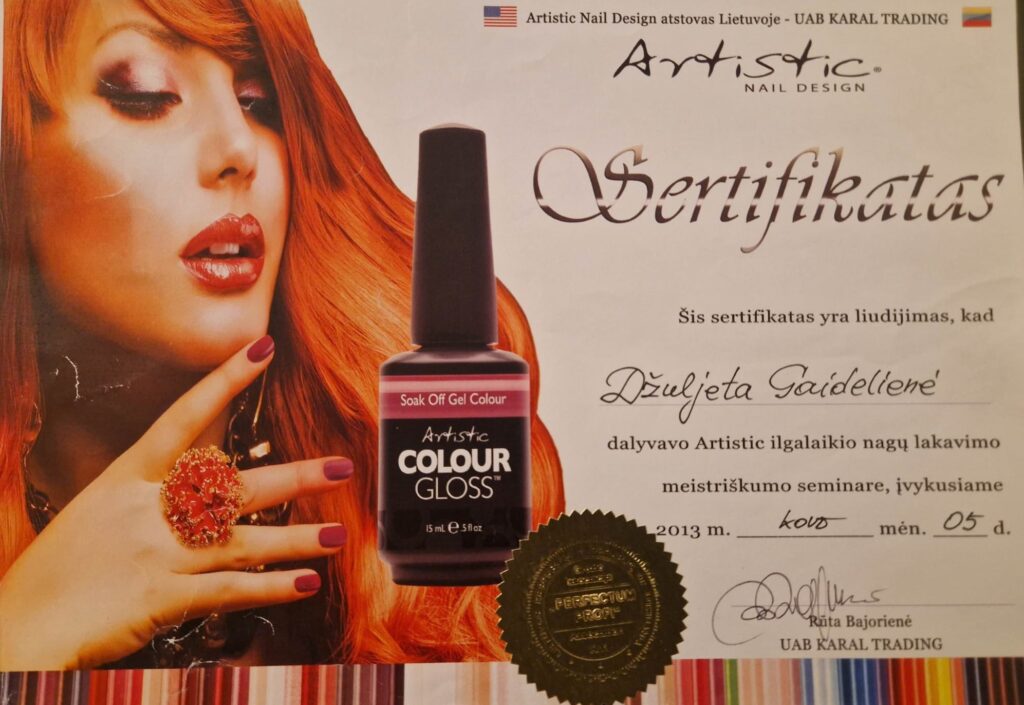 Artistic Nail Design atstovas Lietuvoje - UAB KARAL TRADING
Artistic®
NAIL DESIGN
Sertifikatas
Šis sertifikatas yra liudijimas, kad
Džuljeta Gaidelienė
dalyvavo Artistic ilgalaikio nagų lakavimo
meistriškumo seminare, įvykusiame
2013 m. kovo mėn. 05 d.
Rūta Bajorienė
UAB KARAL TRADING
Soak Off Gel Colour
Artistic
COLOUR
GLOSS™
15 mL ℮ .5 fl oz
"PERFECTUM
PROFI"